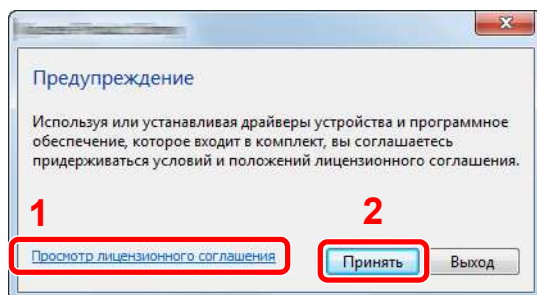 Предупреждение
Используя или устанавливая драйверы устройства и программное
обеспечение, которое входит в комплект, вы соглашаетесь
придерживаться условий и положений лицензионного соглашения.
1
2
Просмотр лицензионного соглашения
Принять
Выход